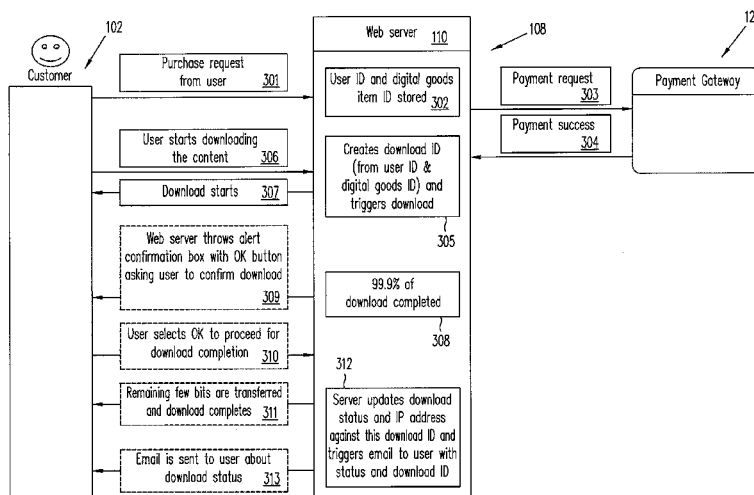 102
Customer
Web server 110
108
12
Payment Gateway
Purchase request
from user 301
User ID and digital goods
item ID stored
302
Payment request
303
Payment success
304
User starts downloading
the content 306
Download starts 307
Creates download ID
(from user ID &
digital goods ID) and
triggers download
305
Web server throws alert
confirmation box with OK button
asking user to confirm download
309
99.9% of
download completed
308
User selects OK to proceed for
download completion 310
312
Remaining few bits are transferred
and download completes 311
Server updates download
status and IP address
against this download ID and
triggers email to user with
status and download ID
Email is sent to user about
download status 313